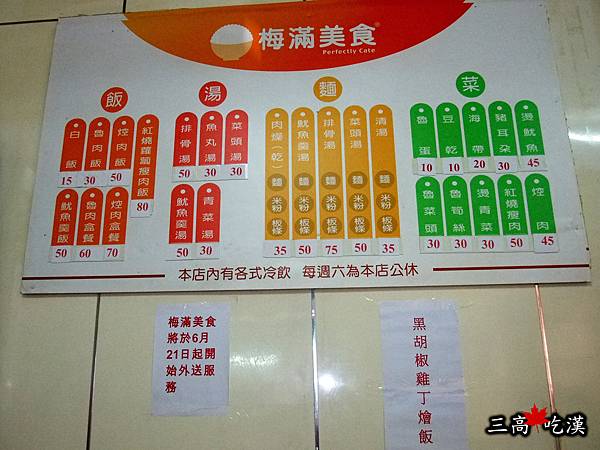 梅滿美食®
Perfectly Cate
飯
白飯 15
魯肉飯 30
焢肉飯 50
紅燒蘿蔔瘦肉飯 80
魷魚羹飯 50
魯肉盒餐 60
焢肉盒餐 70
湯
排骨湯 50
魚丸湯 30
菜頭湯 30
魷魚羹湯 50
青菜湯 30
麵
肉燥(乾) 麵 米粉 板條 35
魷魚羹湯 麵 米粉 板條 50
排骨湯 麵 米粉 板條 75
菜頭湯 麵 米粉 板條 50
清湯 麵 米粉 板條 35
菜
魯蛋 10
豆乾 10
海帶 20
豬耳朵 30
燙魷魚 45
魯菜頭 30
魯筍絲 30
燙青菜 30
紅燒瘦肉 50
焢肉 45
本店內有各式冷飲 每週六為本店公休
梅滿美食
將於6月
21日起開
始外送服
務
黑胡椒雞丁燴飯
三高吃漢